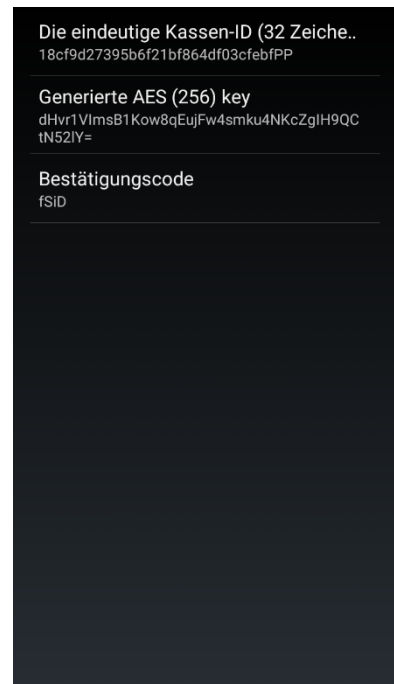 Die eindeutige Kassen-ID (32 Zeiche..
18cf9d27395b6f21bf864df03cfebfPP
Generierte AES (256) key
dHvr1VImsB1Kow8qEujFw4smku4NKcZgIH9QC
tN52lY=
Bestätigungscode
fSiD